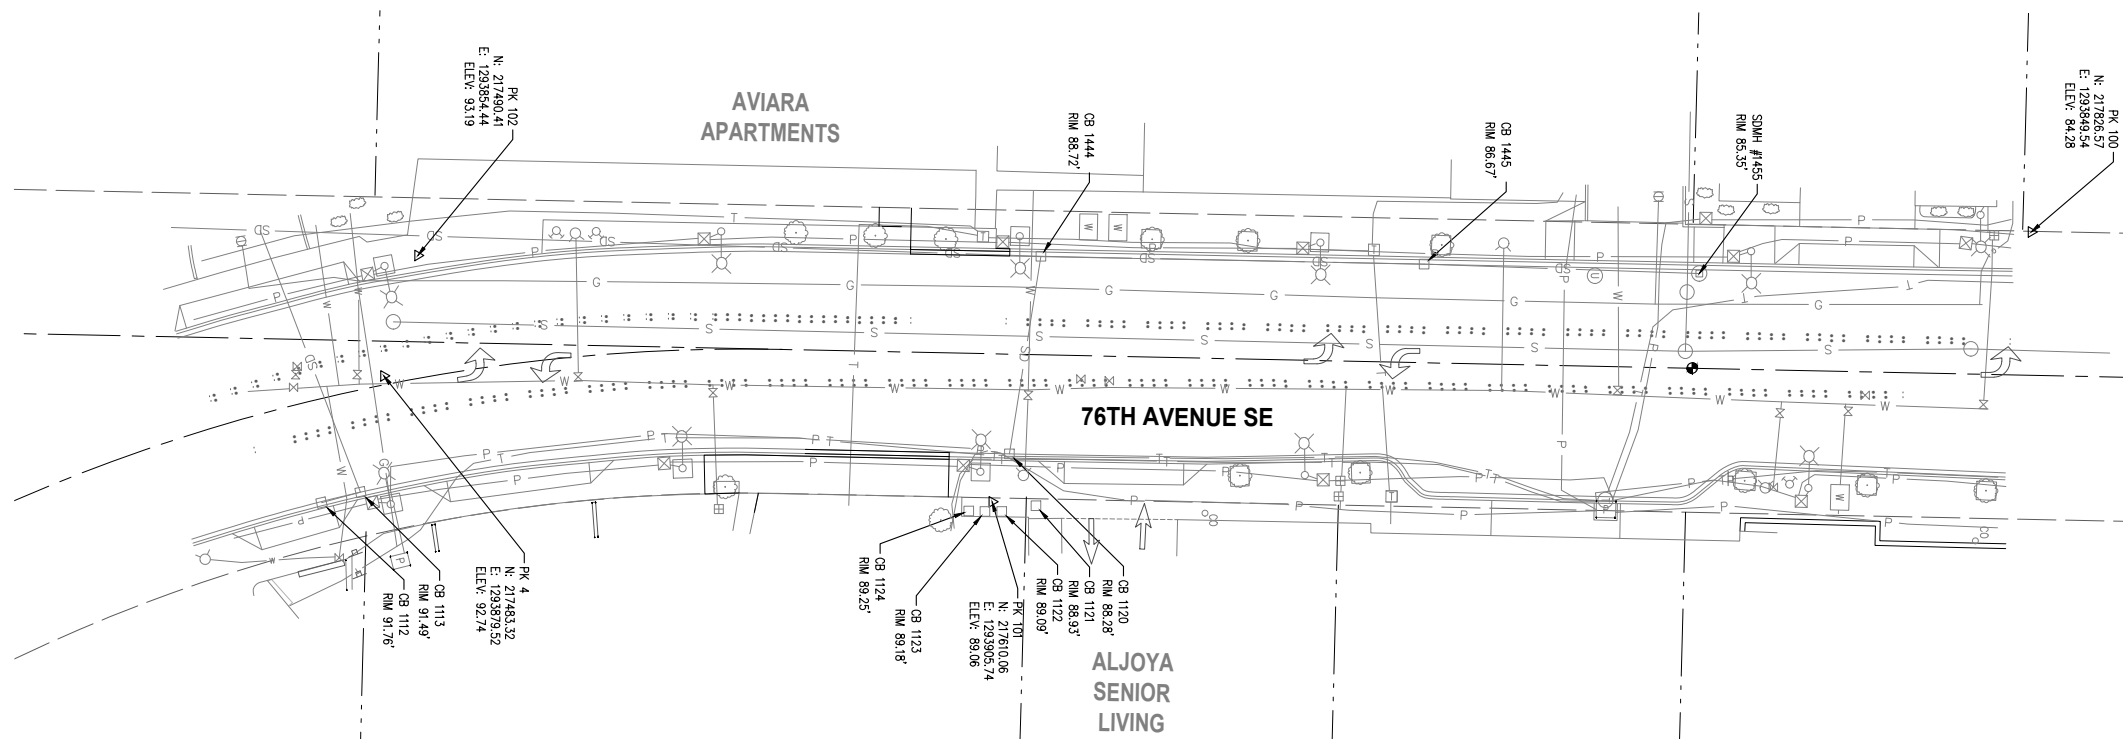 PK 100
N: 217826.57
E: 1293849.54
ELEV: 84.28
PK 102
N: 217490.41
E: 1293854.44
ELEV: 93.19
AVIARA
APARTMENTS
CB 1444
RIM 88.72'
CB 1445
RIM 86.67'
SDMH #1455
RIM 85.35'
76TH AVENUE SE
CB 1112
RIM 91.76'
CB 1113
RIM 91.49'
PK 4
N: 217483.32
E: 1293879.52
ELEV: 92.74
CB 1124
RIM 89.25'
CB 1123
RIM 89.18'
PK 101
N: 217610.06
E: 1293905.74
ELEV: 89.06
CB 1122
RIM 89.09'
CB 1121
RIM 88.93'
CB 1120
RIM 88.28'
ALJOYA
SENIOR
LIVING